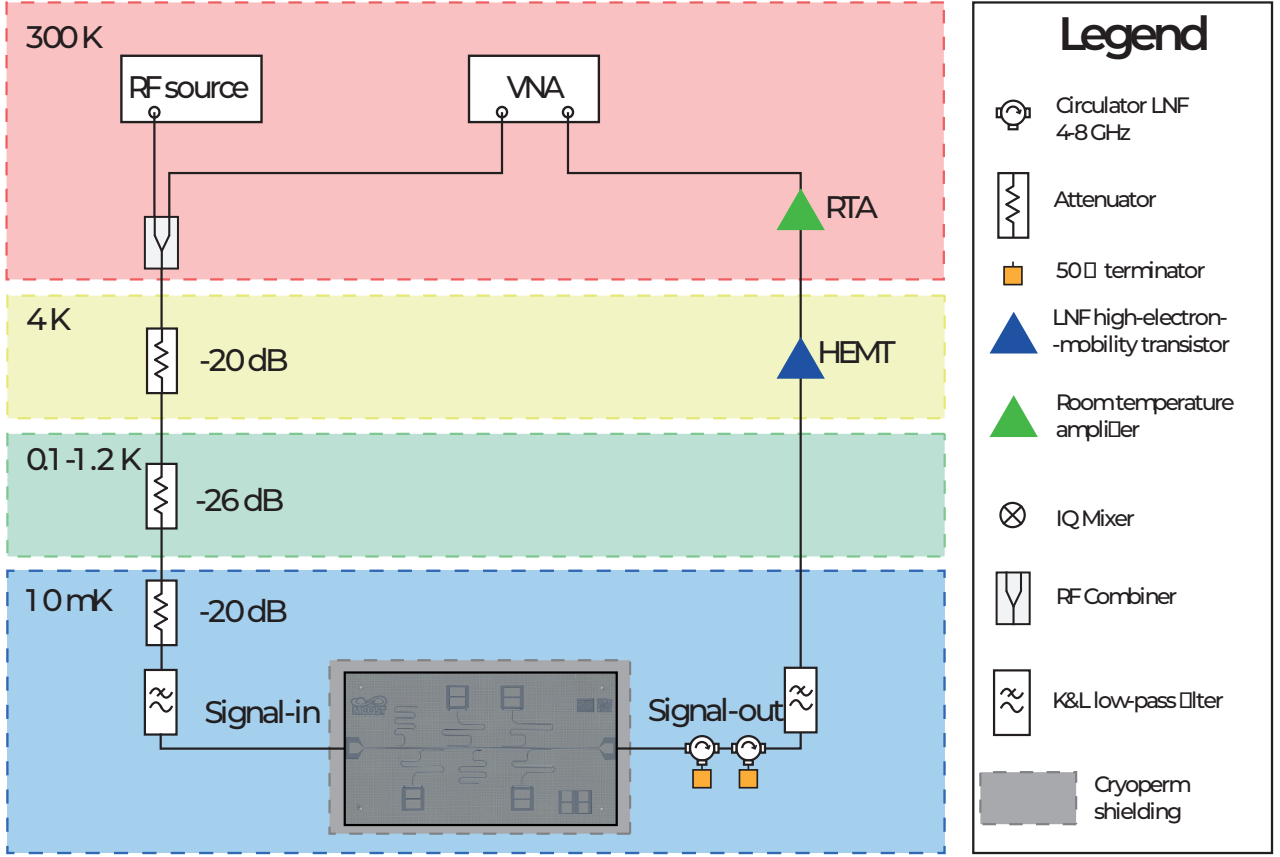 300 K
RF source
VNA
RTA
4 K
-20 dB
HEMT
0.1 -1.2 K
-26 dB
10 mK
-20 dB
Signal-in
Signal-out
Legend
Circulator LNF
4-8 GHz
Attenuator
50□ terminator
LNF high-electron-
-mobility transistor
Room temperature
ampli□er
IQ Mixer
RF Combiner
K&L low-pass □lter
Cryoperm
shielding